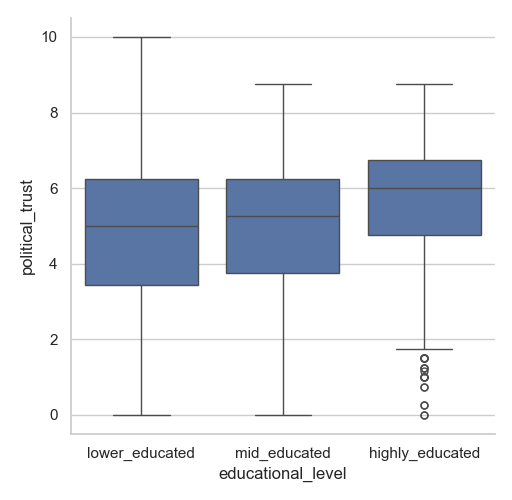 10
8
6
4
2
0
political_trust
lower_educated
mid_educated
highly_educated
educational_level